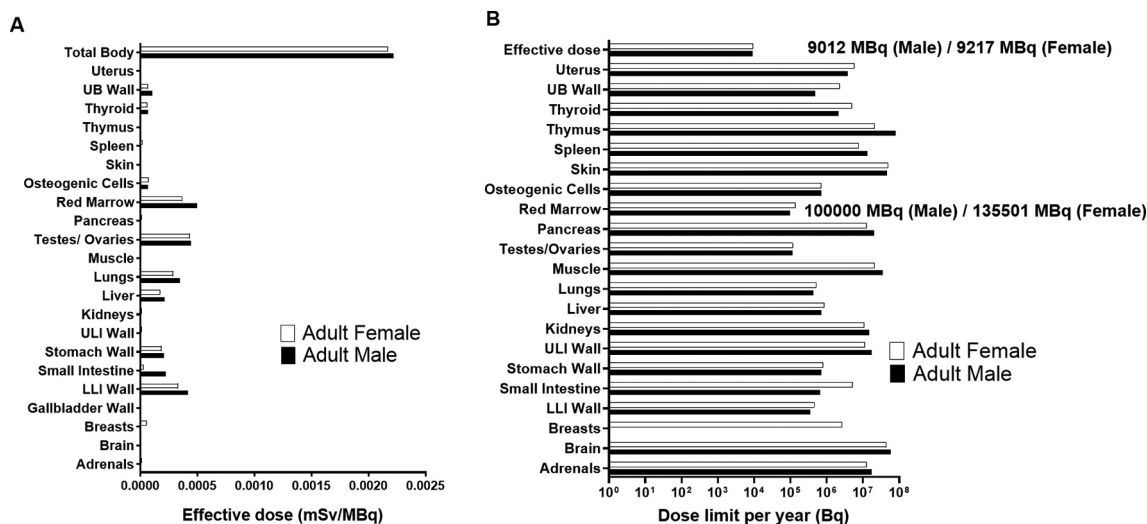 A
Total Body
Uterus
UB Wall
Thyroid
Thymus
Spleen
Skin
Osteogenic Cells
Red Marrow
Pancreas
Testes/ Ovaries
Muscle
Lungs
Liver
Kidneys
ULI Wall
Stomach Wall
Small Intestine
LLI Wall
Gallbladder Wall
Breasts
Brain
Adrenals
Adult Female
Adult Male
0.0000 0.0005 0.0010 0.0015 0.0020 0.0025
Effective dose (mSv/MBq)
B
Effective dose
Uterus
UB Wall
Thyroid
Thymus
Spleen
Skin
Osteogenic Cells
Red Marrow
Pancreas
Testes/Ovaries
Muscle
Lungs
Liver
Kidneys
ULI Wall
Stomach Wall
Small Intestine
LLI Wall
Breasts
Brain
Adrenals
9012 MBq (Male) / 9217 MBq (Female)
100000 MBq (Male) / 135501 MBq (Female)
Adult Female
Adult Male
10⁰ 10¹ 10² 10³ 10⁴ 10⁵ 10⁶ 10⁷ 10⁸
Dose limit per year (Bq)